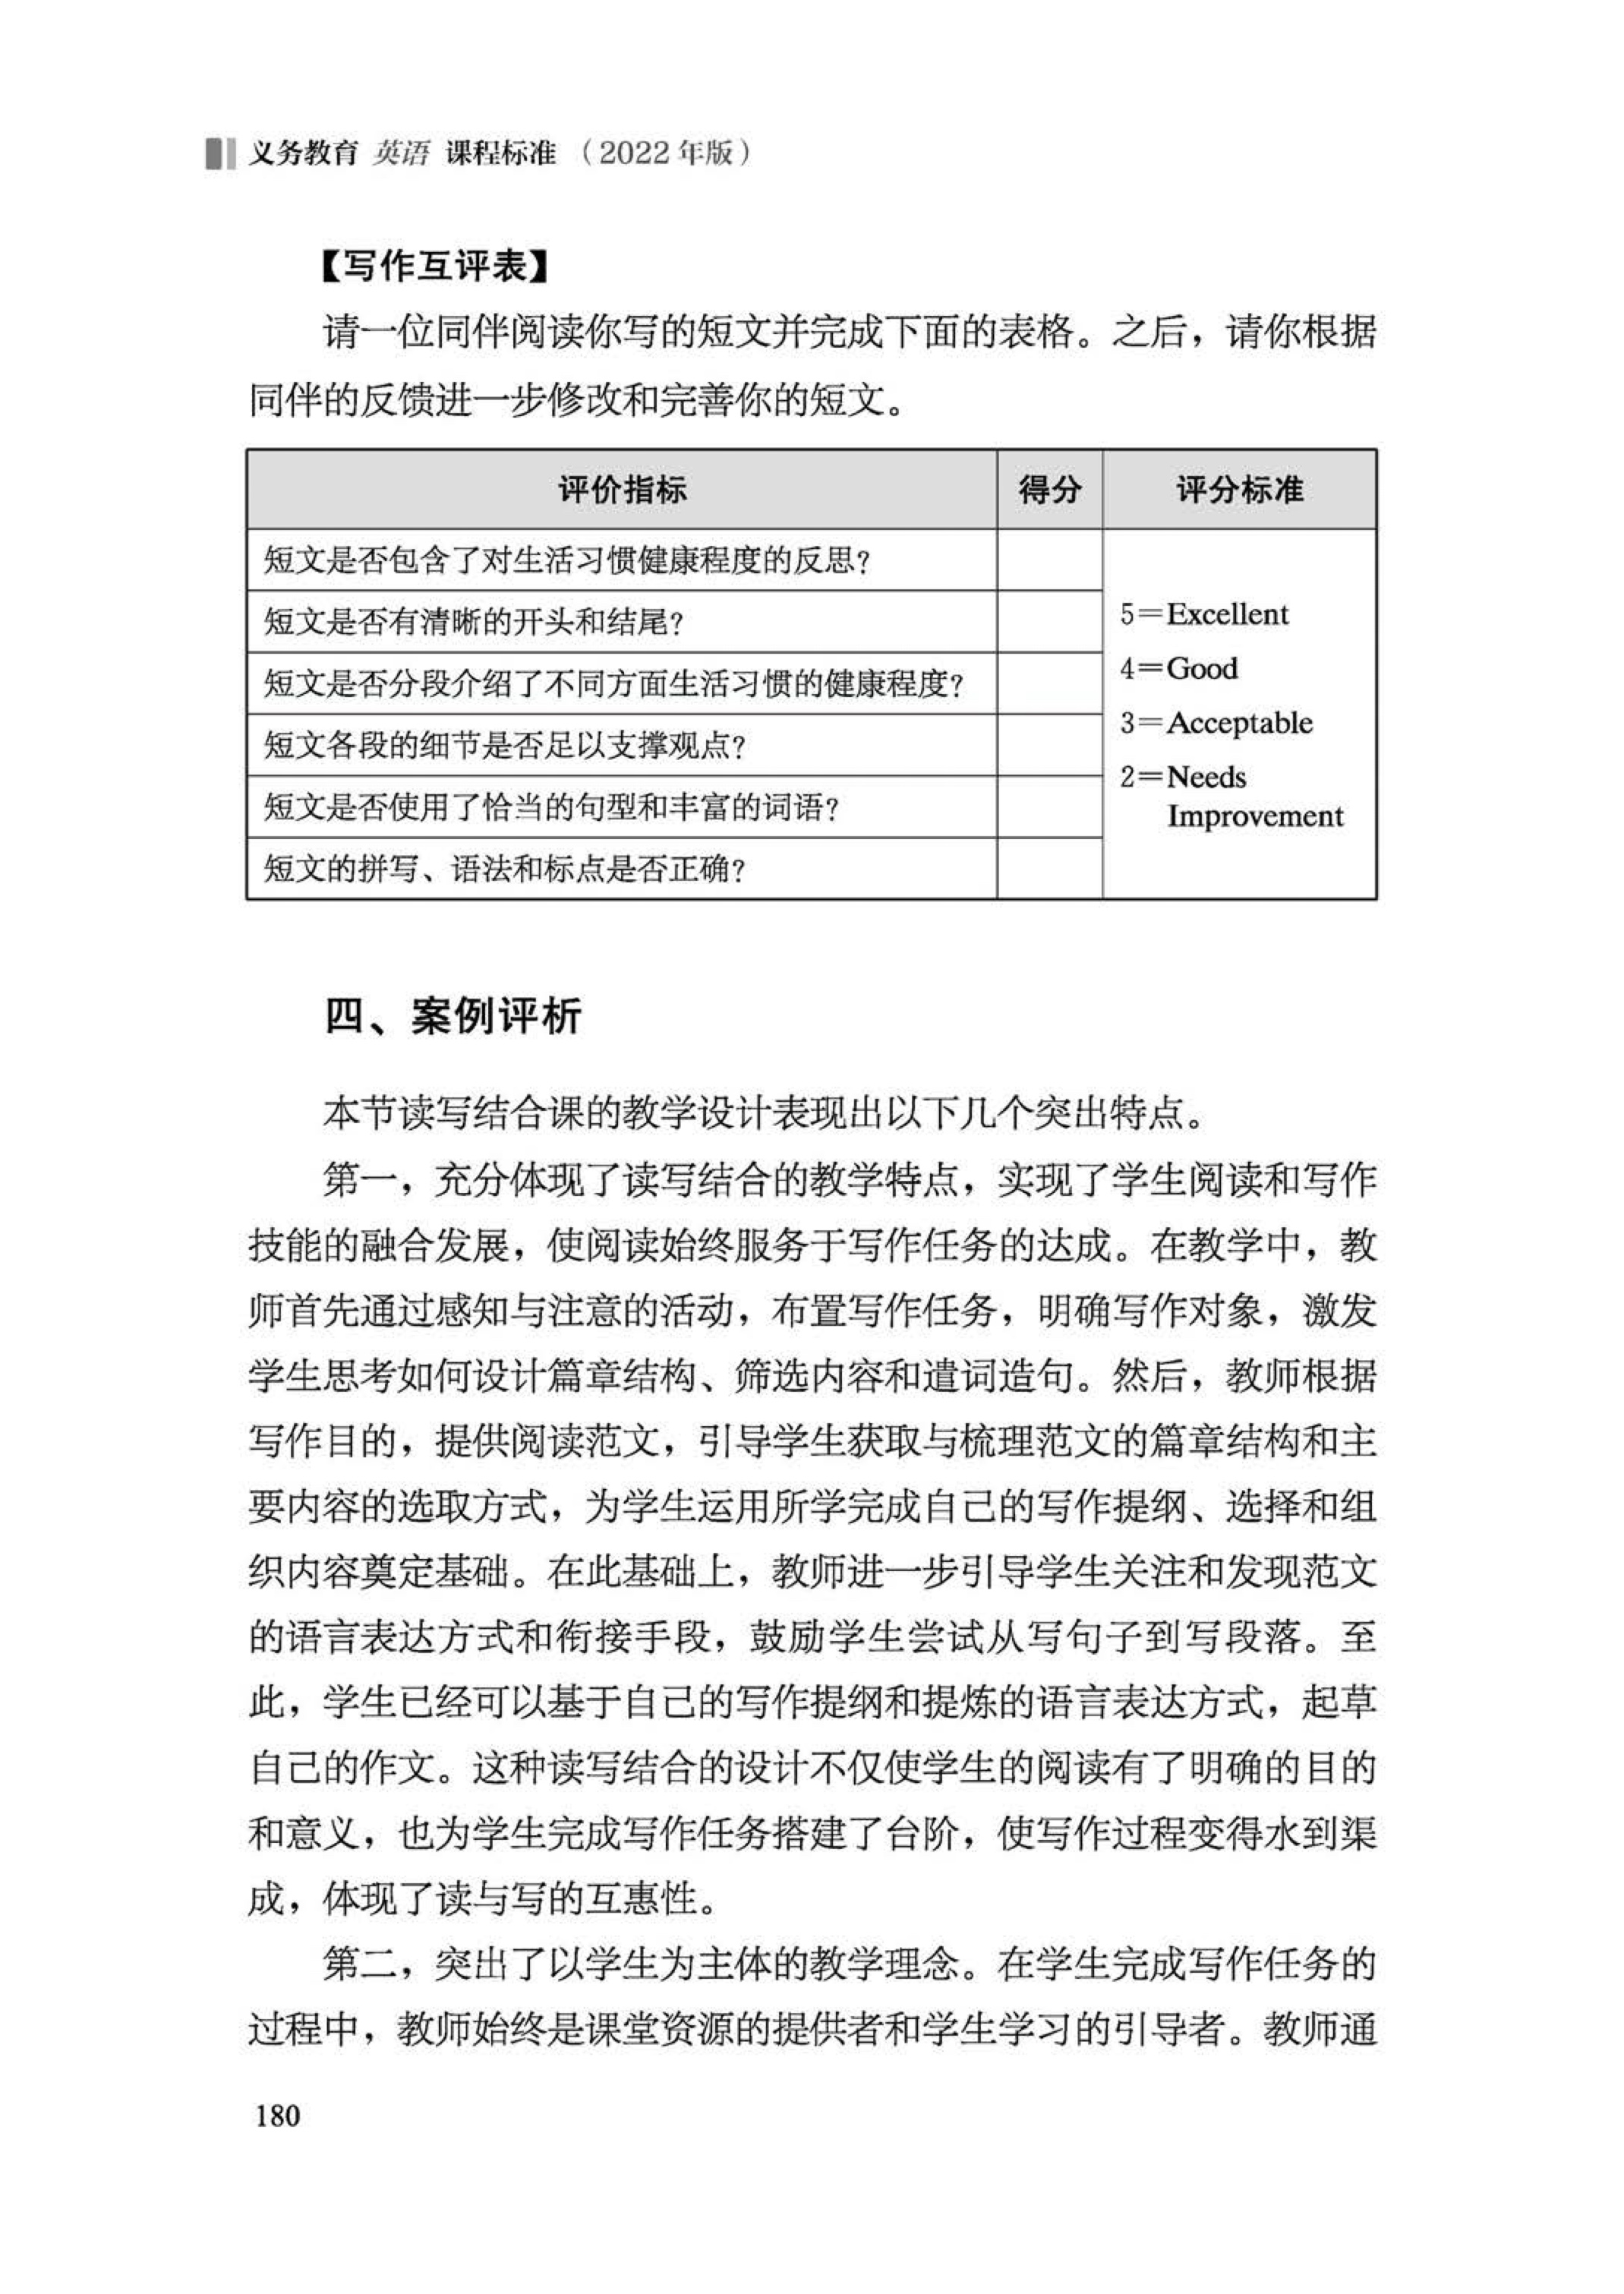 义务教育 英语 课程标准 （2022 年版）
【写作互评表】
请一位同伴阅读你写的短文并完成下面的表格。之后，请你根据
同伴的反馈进一步修改和完善你的短文。
评价指标 得分 评分标准
短文是否包含了对生活习惯健康程度的反思？
短文是否有清晰的开头和结尾？
短文是否分段介绍了不同方面生活习惯的健康程度？
短文各段的细节是否足以支撑观点？
短文是否使用了恰当的句型和丰富的词语？
短文的拼写、语法和标点是否正确？
5＝Excellent
4＝Good
3＝Acceptable
2＝Needs
Improvement
四、案例评析
本节读写结合课的教学设计表现出以下几个突出特点。
第一，充分体现了读写结合的教学特点，实现了学生阅读和写作
技能的融合发展，使阅读始终服务于写作任务的达成。在教学中，教
师首先通过感知与注意的活动，布置写作任务，明确写作对象，激发
学生思考如何设计篇章结构、筛选内容和遣词造句。然后，教师根据
写作目的，提供阅读范文，引导学生获取与梳理范文的篇章结构和主
要内容的选取方式，为学生运用所学完成自己的写作提纲、选择和组
织内容奠定基础。在此基础上，教师进一步引导学生关注和发现范文
的语言表达方式和衔接手段，鼓励学生尝试从写句子到写段落。至
此，学生已经可以基于自己的写作提纲和提炼的语言表达方式，起草
自己的作文。这种读写结合的设计不仅使学生的阅读有了明确的目的
和意义，也为学生完成写作任务搭建了台阶，使写作过程变得水到渠
成，体现了读与写的互惠性。
第二，突出了以学生为主体的教学理念。在学生完成写作任务的
过程中，教师始终是课堂资源的提供者和学生学习的引导者。教师通
180